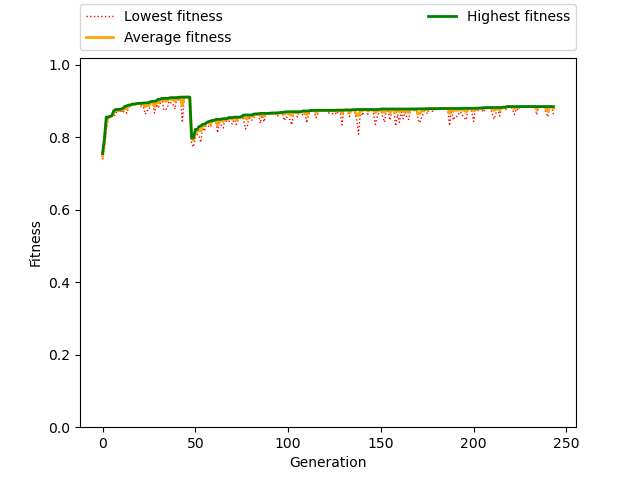 Lowest fitness
Average fitness
Highest fitness
1.0
0.8
0.6
0.4
0.2
0.0
Fitness
0 50 100 150 200 250
Generation